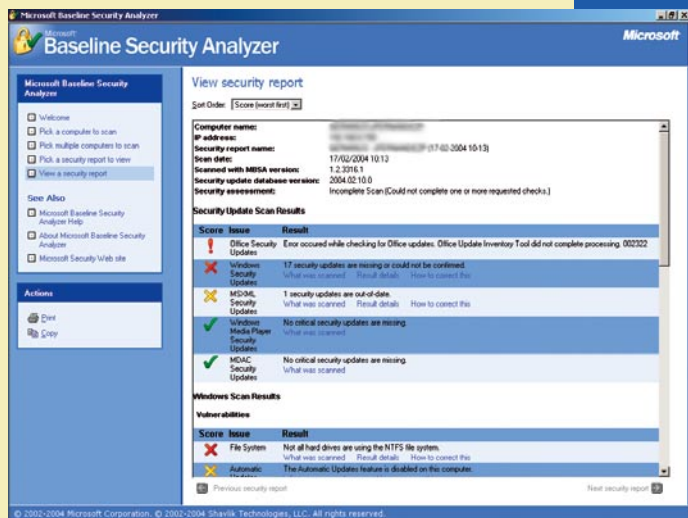 Microsoft Baseline Security Analyzer
Microsoft
Baseline Security Analyzer
Microsoft
Microsoft Baseline Security
Analyzer
Welcome
Pick a computer to scan
Pick multiple computers to scan
Pick a security report to view
View a security report
See Also
Microsoft Baseline Security
Analyzer Help
About Microsoft Baseline Security
Analyzer
Microsoft Security Web site
Actions
Print
Copy
View security report
Sort Order: Score (worst first)
Computer name:
IP address:
Security report name: (17-02-2004 10-13)
Scan date: 17/02/2004 10:13
Scanned with MBSA version: 1.2.3316.1
Security update database version: 2004.02.10.0
Security assessment: Incomplete Scan (Could not complete one or more requested checks.)
Security Update Scan Results
Score Issue Result
Office Security Updates Error occured while checking for Office updates. Office Update Inventory Tool did not complete processing. 002322
Windows Security Updates 17 security updates are missing or could not be confirmed.
What was scanned Result details How to correct this
MSXML Security Updates 1 security updates are out-of-date.
What was scanned Result details How to correct this
Windows Media Player Security Updates No critical security updates are missing.
What was scanned
MDAC Security Updates No critical security updates are missing.
What was scanned
Windows Scan Results
Vulnerabilities
Score Issue Result
File System Not all hard drives are using the NTFS file system.
What was scanned Result details How to correct this
Automatic Updates The Automatic Updates feature is disabled on this computer.
Previous security report
Next security report
© 2002-2004 Microsoft Corporation. © 2002-2004 Shavlik Technologies, LLC. All rights reserved.